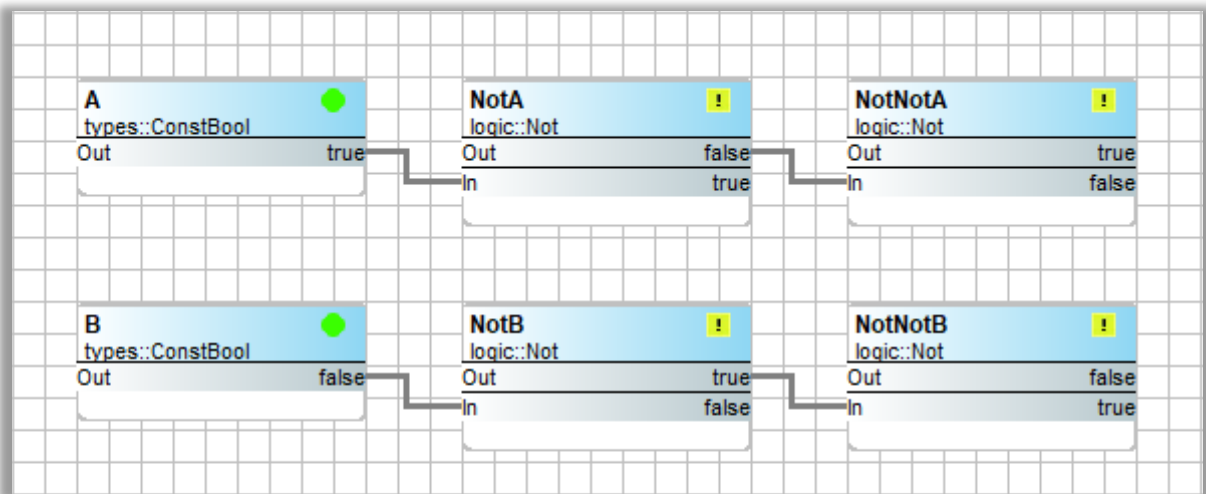 A
types::ConstBool
Out true
NotA
!
logic::Not
Out false
In true
NotNotA
!
logic::Not
Out true
In false
B
types::ConstBool
Out false
NotB
!
logic::Not
Out true
In false
NotNotB
!
logic::Not
Out false
In true